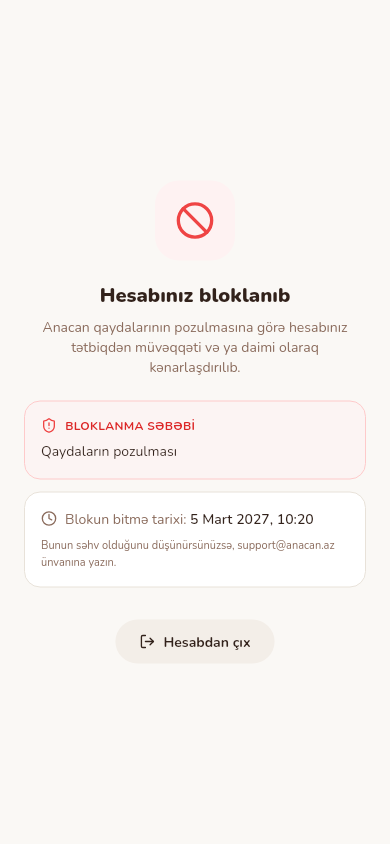 Hesabınız bloklanıb
Anacan qaydalarının pozulmasına görə hesabınız
tətbiqdən müvəqqəti və ya daimi olaraq
kənarlaşdırılıb.
BLOKLANMA SƏBƏBİ
Qaydaların pozulması
Blokun bitmə tarixi: 5 Mart 2027, 10:20
Bunun səhv olduğunu düşünürsünüzsə, support@anacan.az
ünvanına yazın.
Hesabdan çıx